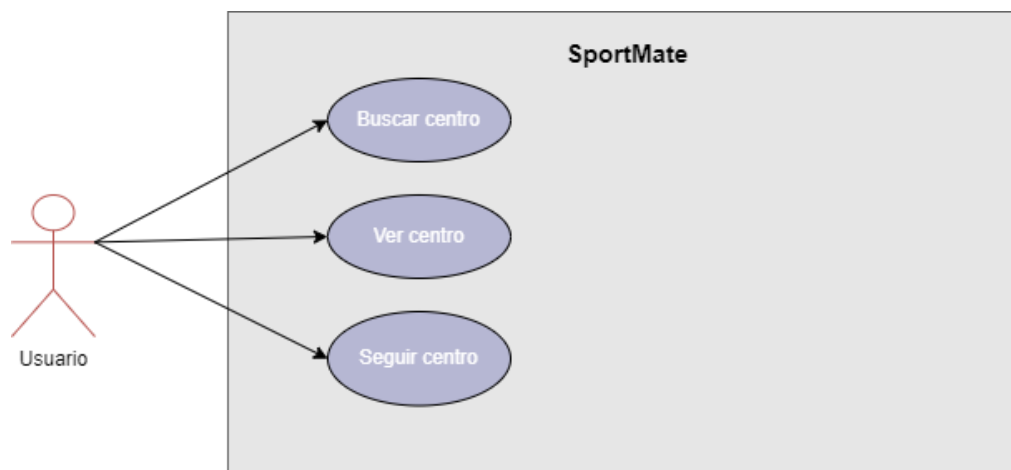 SportMate
Buscar centro
Ver centro
Seguir centro
Usuario